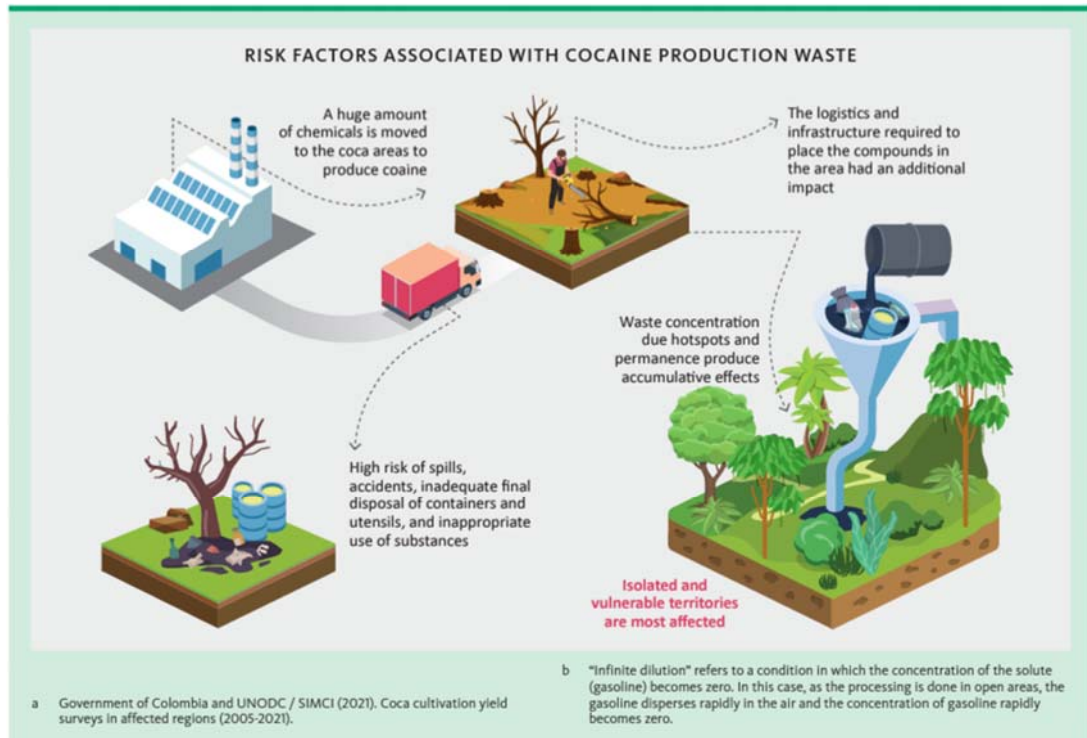 RISK FACTORS ASSOCIATED WITH COCAINE PRODUCTION WASTE
A huge amount
of chemicals is moved
to the coca areas to
produce coaine
The logistics and
infrastructure required to
place the compounds in
the area had an additional
impact
Waste concentration
due hotspots and
permanence produce
accumulative effects
High risk of spills,
accidents, inadequate final
disposal of containers and
utensils, and inappropriate
use of substances
Isolated and
vulnerable territories
are most affected
a Government of Colombia and UNODC / SIMCI (2021). Coca cultivation yield
surveys in affected regions (2005-2021).
b "Infinite dilution" refers to a condition in which the concentration of the solute
(gasoline) becomes zero. In this case, as the processing is done in open areas, the
gasoline disperses rapidly in the air and the concentration of gasoline rapidly
becomes zero.